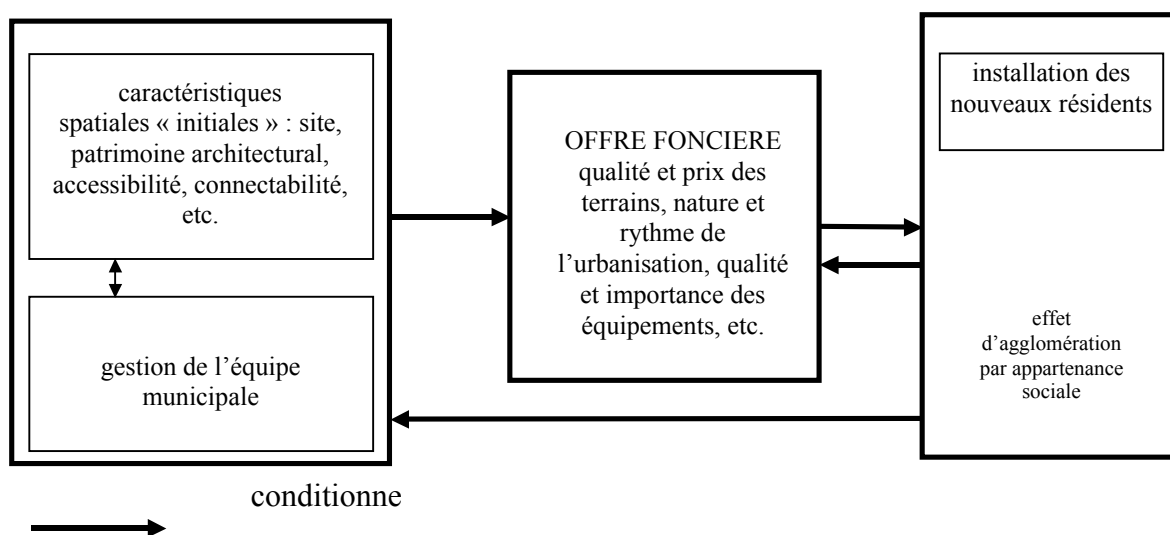 caractéristiques
spatiales « initiales » : site,
patrimoine architectural,
accessibilité, connectabilité,
etc.
gestion de l’équipe
municipale
OFFRE FONCIERE
qualité et prix des
terrains, nature et
rythme de
l’urbanisation, qualité
et importance des
équipements, etc.
installation des
nouveaux résidents
effet
d’agglomération
par appartenance
sociale
conditionne